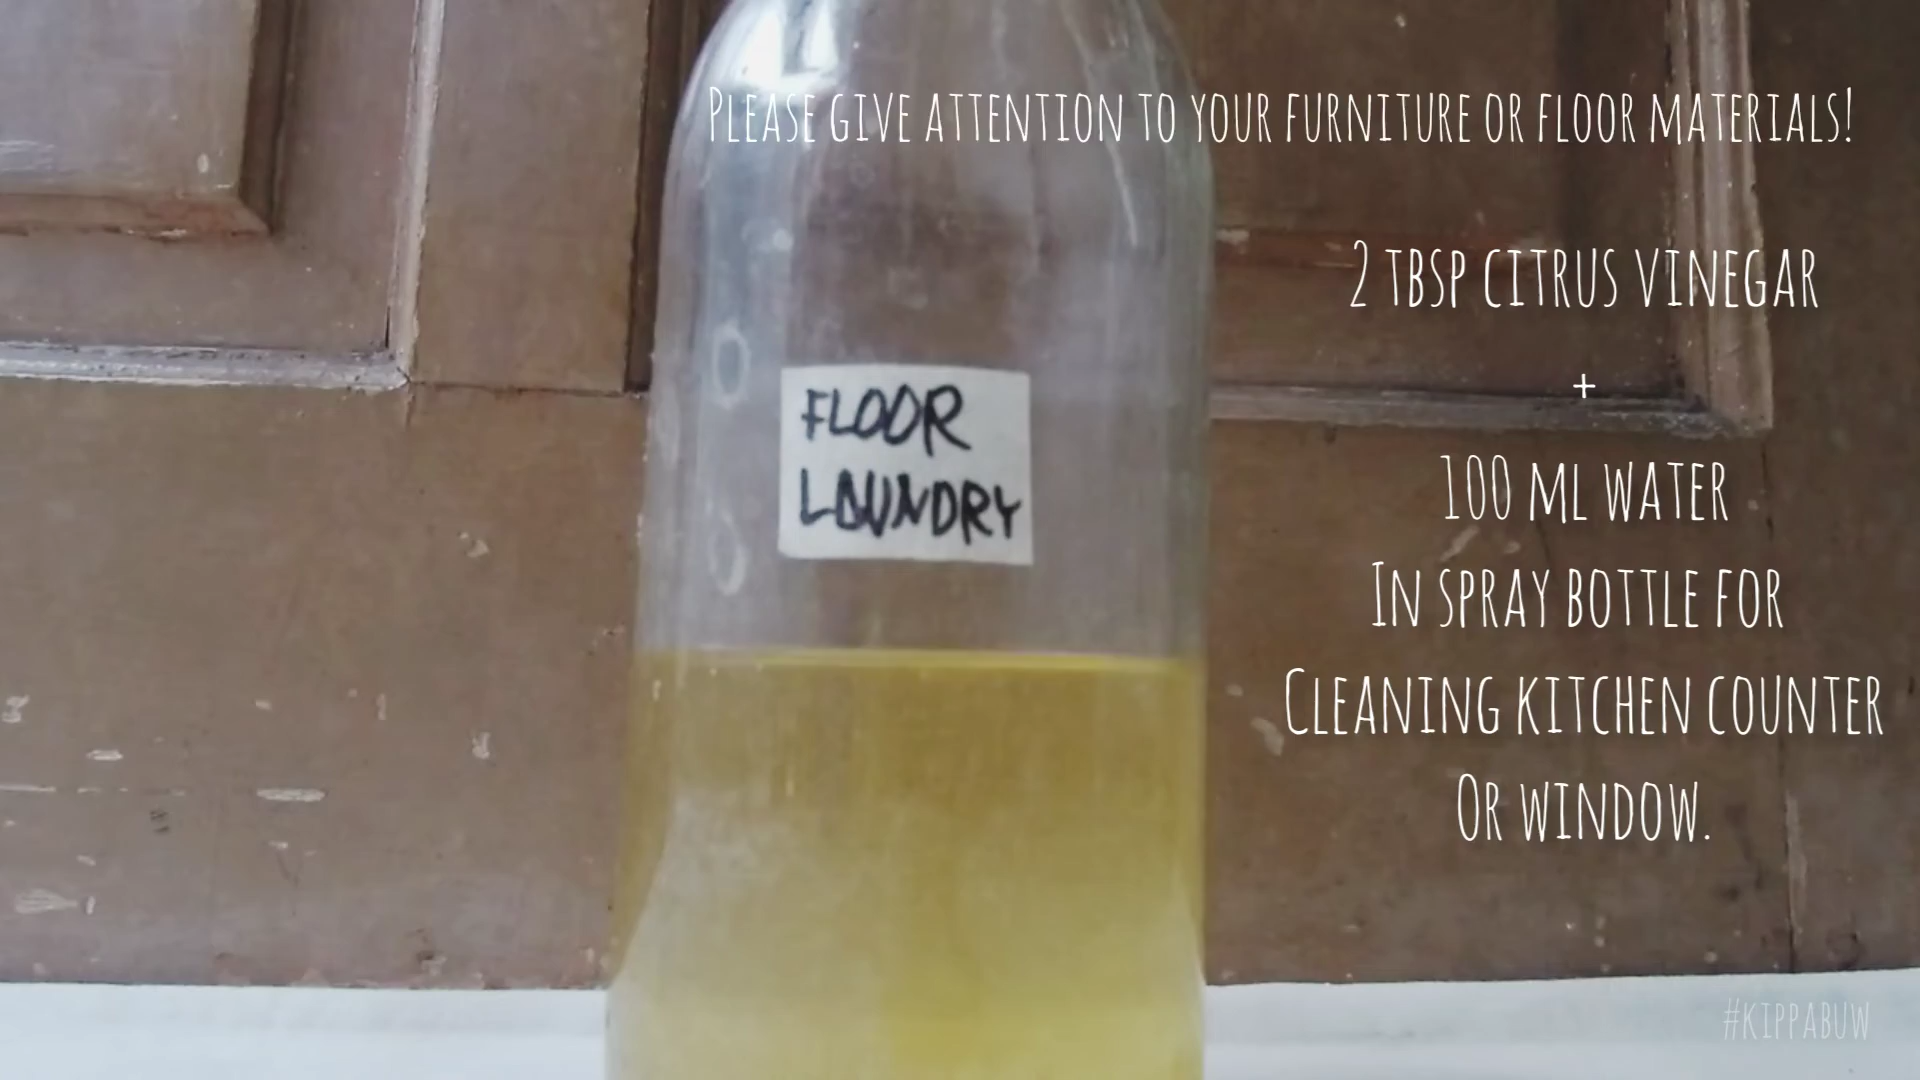 Please give attention to your furniture or floor materials!
2 tbsp citrus vinegar
+
100 ml water
In spray bottle for
Cleaning kitchen counter
Or window.
FLOOR
LAUNDRY
#kippabuw